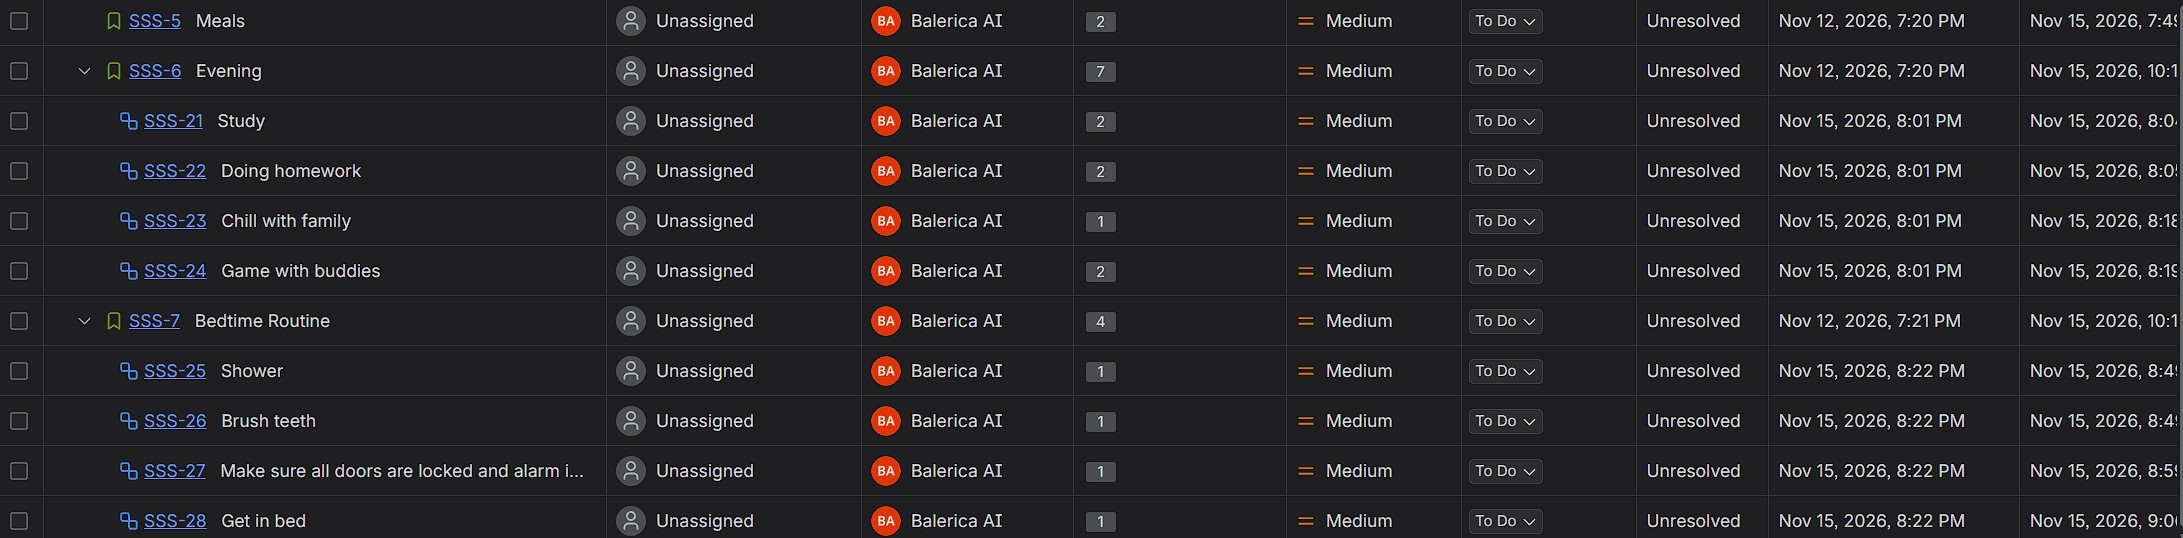 SSS-5 Meals Unassigned BA Balerica AI 2 Medium To Do Unresolved Nov 12, 2026, 7:20 PM Nov 15, 2026, 7:4
SSS-6 Evening Unassigned BA Balerica AI 7 Medium To Do Unresolved Nov 12, 2026, 7:20 PM Nov 15, 2026, 10:1
SSS-21 Study Unassigned BA Balerica AI 2 Medium To Do Unresolved Nov 15, 2026, 8:01 PM Nov 15, 2026, 8:0
SSS-22 Doing homework Unassigned BA Balerica AI 2 Medium To Do Unresolved Nov 15, 2026, 8:01 PM Nov 15, 2026, 8:0
SSS-23 Chill with family Unassigned BA Balerica AI 1 Medium To Do Unresolved Nov 15, 2026, 8:01 PM Nov 15, 2026, 8:18
SSS-24 Game with buddies Unassigned BA Balerica AI 2 Medium To Do Unresolved Nov 15, 2026, 8:01 PM Nov 15, 2026, 8:19
SSS-7 Bedtime Routine Unassigned BA Balerica AI 4 Medium To Do Unresolved Nov 12, 2026, 7:21 PM Nov 15, 2026, 10:1
SSS-25 Shower Unassigned BA Balerica AI 1 Medium To Do Unresolved Nov 15, 2026, 8:22 PM Nov 15, 2026, 8:4
SSS-26 Brush teeth Unassigned BA Balerica AI 1 Medium To Do Unresolved Nov 15, 2026, 8:22 PM Nov 15, 2026, 8:4
SSS-27 Make sure all doors are locked and alarm i... Unassigned BA Balerica AI 1 Medium To Do Unresolved Nov 15, 2026, 8:22 PM Nov 15, 2026, 8:5
SSS-28 Get in bed Unassigned BA Balerica AI 1 Medium To Do Unresolved Nov 15, 2026, 8:22 PM Nov 15, 2026, 9:0